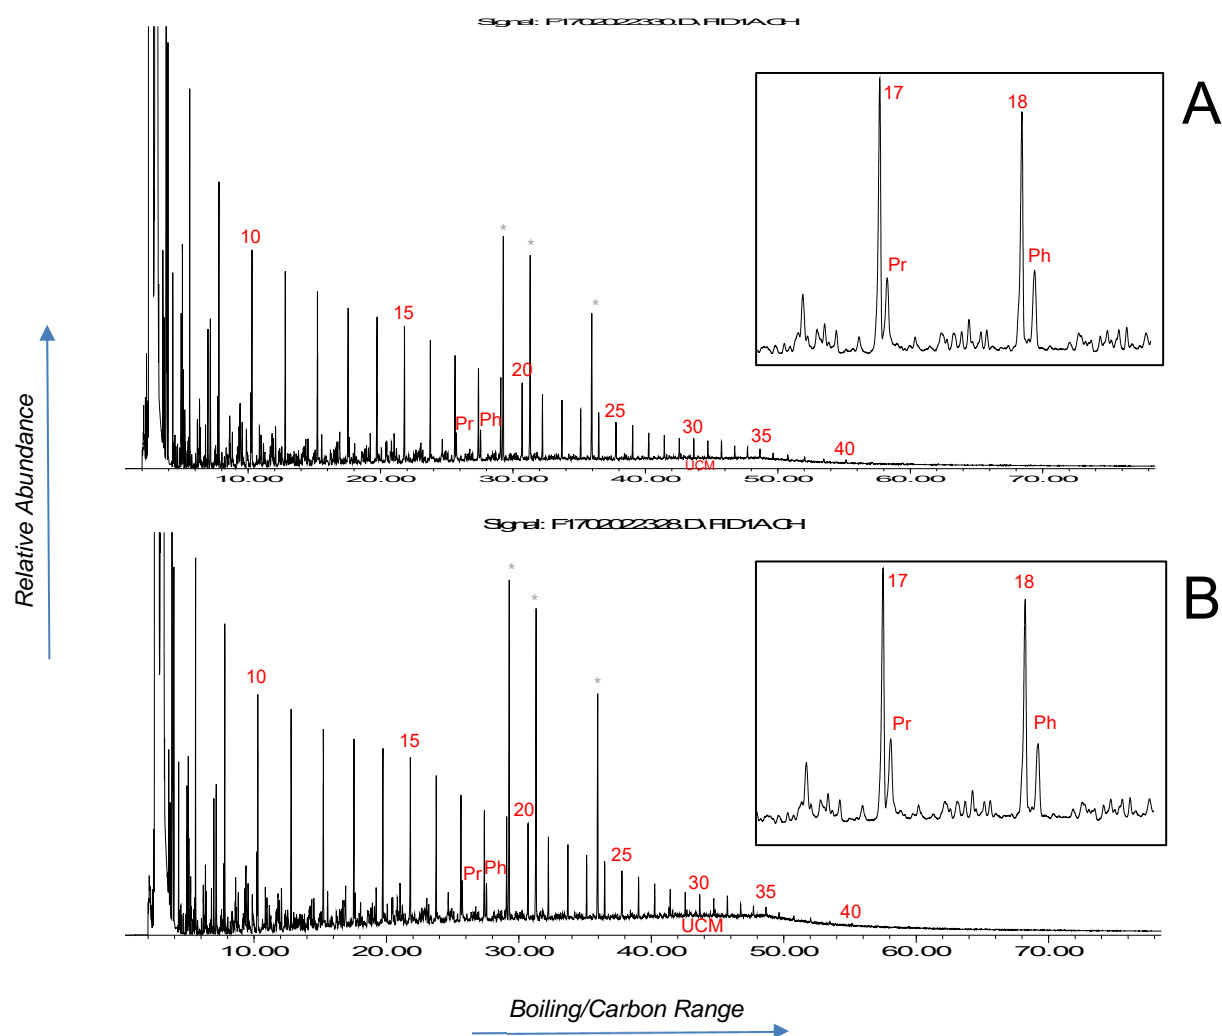 Signal: F1702022330.D\FID1A.CH
A
17
18
Pr
Ph
10
15
*
*
*
20
Pr
Ph
25
30
35
40
UCM
10.00 20.00 30.00 40.00 50.00 60.00 70.00
Relative Abundance
Signal: F1702022328.D\FID1A.CH
B
17
18
Pr
Ph
10
15
*
*
*
20
Pr
Ph
25
30
35
40
UCM
10.00 20.00 30.00 40.00 50.00 60.00 70.00
Boiling/Carbon Range